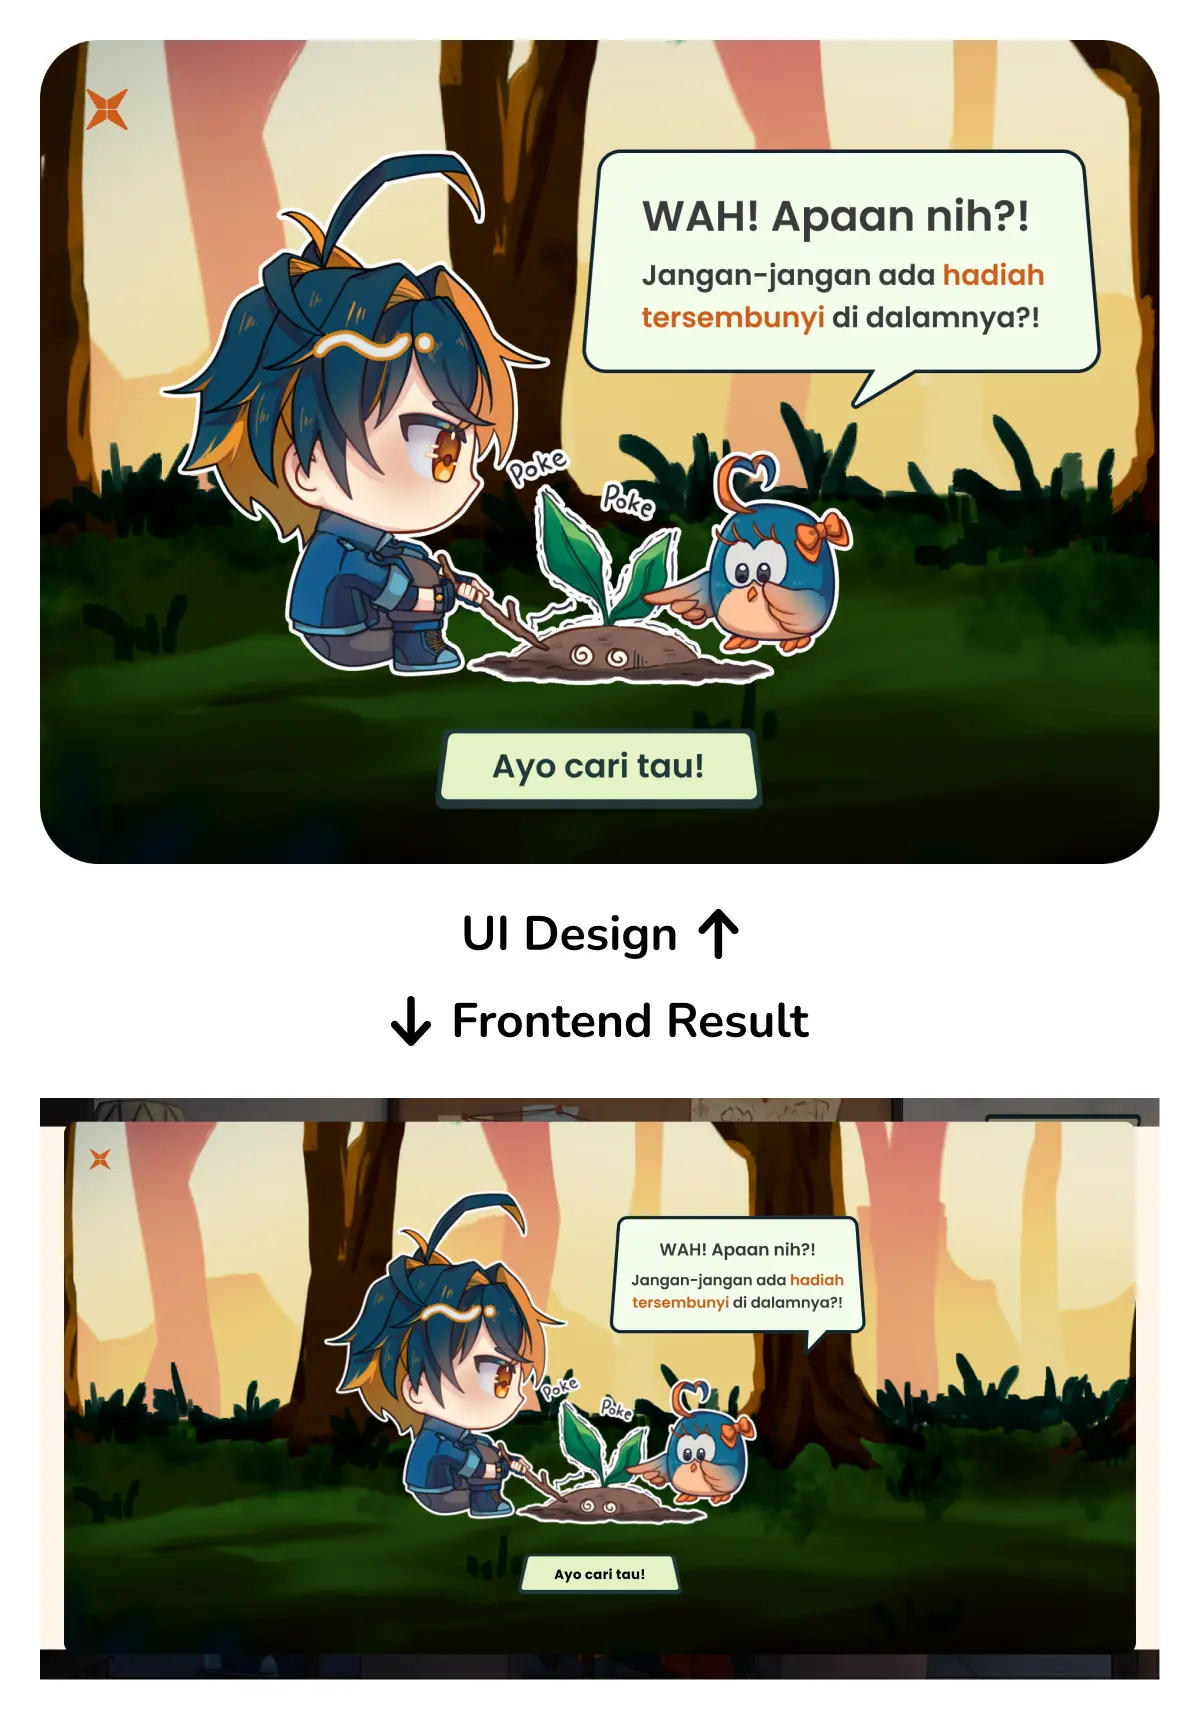 WAH! Apaan nih?!
Jangan-jangan ada hadiah
tersembunyi di dalamnya?!
Poke
Poke
Ayo cari tau!
UI Design ↑
↓ Frontend Result
WAH! Apaan nih?!
Jangan-jangan ada hadiah
tersembunyi di dalamnya?!
Poke
Poke
Ayo cari tau!